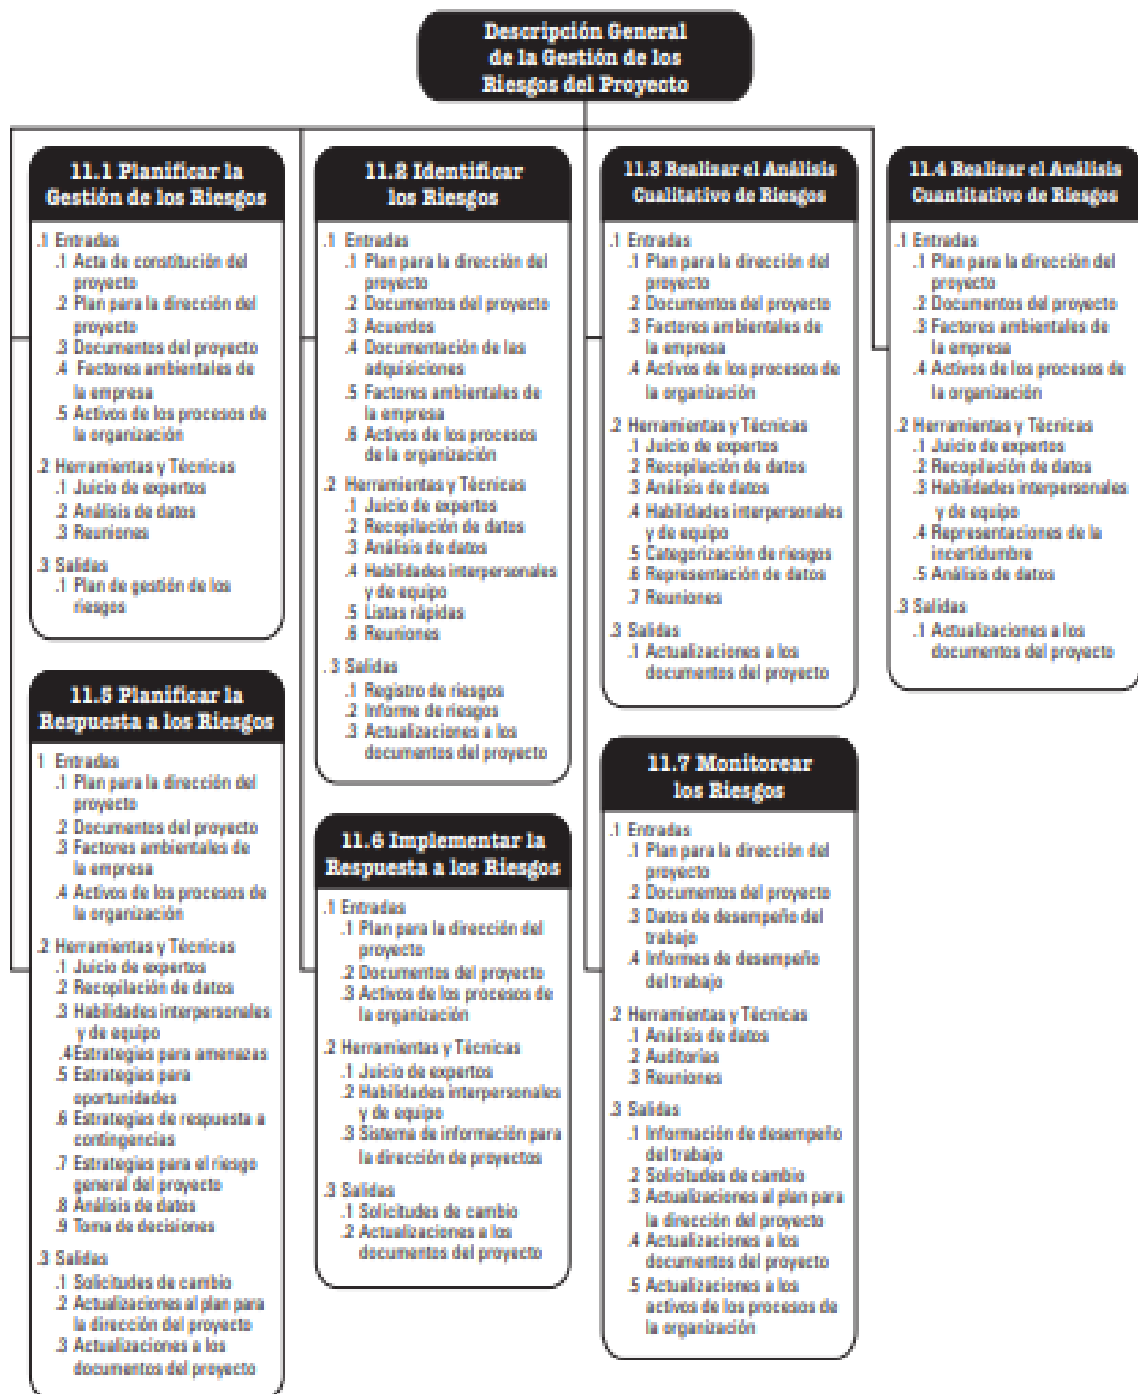 Descripción General
de la Gestión de los
Riesgos del Proyecto
11.1 Planificar la
Gestión de los Riesgos
.1 Entradas
.1 Acta de constitución del
proyecto
.2 Plan para la dirección del
proyecto
.3 Documentos del proyecto
.4 Factores ambientales de
la empresa
.5 Activos de los procesos de
la organización
.2 Herramientas y Técnicas
.1 Juicio de expertos
.2 Análisis de datos
.3 Reuniones
.3 Salidas
.1 Plan de gestión de los
riesgos
11.2 Identificar
los Riesgos
.1 Entradas
.1 Plan para la dirección del
proyecto
.2 Documentos del proyecto
.3 Acuerdos
.4 Documentación de las
adquisiciones
.5 Factores ambientales de
la empresa
.6 Activos de los procesos
de la organización
.2 Herramientas y Técnicas
.1 Juicio de expertos
.2 Recopilación de datos
.3 Análisis de datos
.4 Habilidades interpersonales
y de equipo
.5 Listas rápidas
.6 Reuniones
.3 Salidas
.1 Registro de riesgos
.2 Informe de riesgos
.3 Actualizaciones a los
documentos del proyecto
11.3 Realizar el Análisis
Cualitativo de Riesgos
.1 Entradas
.1 Plan para la dirección del
proyecto
.2 Documentos del proyecto
.3 Factores ambientales de
la empresa
.4 Activos de los procesos de
la organización
.2 Herramientas y Técnicas
.1 Juicio de expertos
.2 Recopilación de datos
.3 Análisis de datos
.4 Habilidades interpersonales
y de equipo
.5 Categorización de riesgos
.6 Representación de datos
.7 Reuniones
.3 Salidas
.1 Actualizaciones a los
documentos del proyecto
11.4 Realizar el Análisis
Cuantitativo de Riesgos
.1 Entradas
.1 Plan para la dirección del
proyecto
.2 Documentos del proyecto
.3 Factores ambientales de
la empresa
.4 Activos de los procesos de
la organización
.2 Herramientas y Técnicas
.1 Juicio de expertos
.2 Recopilación de datos
.3 Habilidades interpersonales
y de equipo
.4 Representaciones de la
incertidumbre
.5 Análisis de datos
.3 Salidas
.1 Actualizaciones a los
documentos del proyecto
11.5 Planificar la
Respuesta a los Riesgos
1 Entradas
.1 Plan para la dirección del
proyecto
.2 Documentos del proyecto
.3 Factores ambientales de
la empresa
.4 Activos de los procesos de
la organización
.2 Herramientas y Técnicas
.1 Juicio de expertos
.2 Recopilación de datos
.3 Habilidades interpersonales
y de equipo
.4 Estrategias para amenazas
.5 Estrategias para
oportunidades
.6 Estrategias de respuesta a
contingencias
.7 Estrategias para el riesgo
general del proyecto
.8 Análisis de datos
.9 Toma de decisiones
.3 Salidas
.1 Solicitudes de cambio
.2 Actualizaciones al plan para
la dirección del proyecto
.3 Actualizaciones a los
documentos del proyecto
11.6 Implementar la
Respuesta a los Riesgos
.1 Entradas
.1 Plan para la dirección del
proyecto
.2 Documentos del proyecto
.3 Activos de los procesos de
la organización
.2 Herramientas y Técnicas
.1 Juicio de expertos
.2 Habilidades interpersonales
y de equipo
.3 Sistema de información para
la dirección de proyectos
.3 Salidas
.1 Solicitudes de cambio
.2 Actualizaciones a los
documentos del proyecto
11.7 Monitorear
los Riesgos
.1 Entradas
.1 Plan para la dirección del
proyecto
.2 Documentos del proyecto
.3 Datos de desempeño del
trabajo
.4 Informes de desempeño
del trabajo
.2 Herramientas y Técnicas
.1 Análisis de datos
.2 Auditorías
.3 Reuniones
.3 Salidas
.1 Información de desempeño
del trabajo
.2 Solicitudes de cambio
.3 Actualizaciones al plan para
la dirección del proyecto
.4 Actualizaciones a los
documentos del proyecto
.5 Actualizaciones a los
activos de los procesos de
la organización